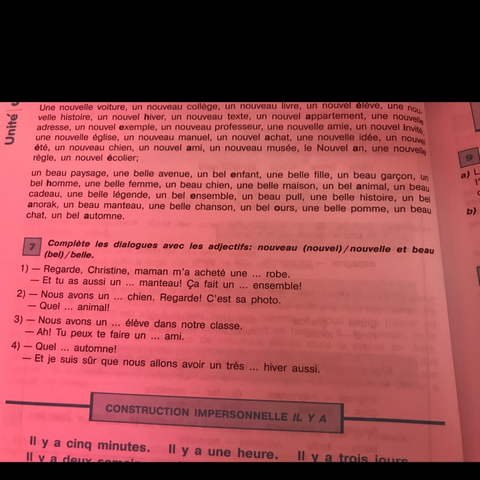 Unité
Une nouvelle voiture, un nouveau collège, un nouveau livre, un nouvel élève, une nou-
velle histoire, un nouvel hiver, un nouveau texte, un nouvel appartement, une nouvelle
adresse, un nouvel exemple, un nouveau professeur, une nouvelle amie, un nouvel invité,
une nouvelle église, un nouveau manuel, un nouvel achat, une nouvelle idée, un nouvel
été, un nouveau chien, un nouvel ami, un nouveau musée, le Nouvel an, une nouvelle
règle, un nouvel écolier;
un beau paysage, une belle avenue, un bel enfant, une belle fille, un beau garçon, un
bel homme, une belle femme, un beau chien, une belle maison, un bel animal, un beau
cadeau, une belle légende, un bel ensemble, un beau pull, une belle histoire, un bel
anorak, un beau manteau, une belle chanson, un bel ours, une belle pomme, un beau
chat, un bel automne.
7 Complète les dialogues avec les adjectifs: nouveau (nouvel)/nouvelle et beau
(bel)/belle.
1) — Regarde, Christine, maman m'a acheté une ... robe.
— Et tu as aussi un ... manteau! Ça fait un ... ensemble!
2) — Nous avons un ... chien. Regarde! C'est sa photo.
— Quel ... animal!
3) — Nous avons un ... élève dans notre classe.
— Ah! Tu peux te faire un ... ami.
4) — Quel ... automne!
— Et je suis sûr que nous allons avoir un très ... hiver aussi.
CONSTRUCTION IMPERSONNELLE IL Y A
Il y a cinq minutes. Il y a une heure. Il y a trois jours
Il y a deux
9
a)
b)